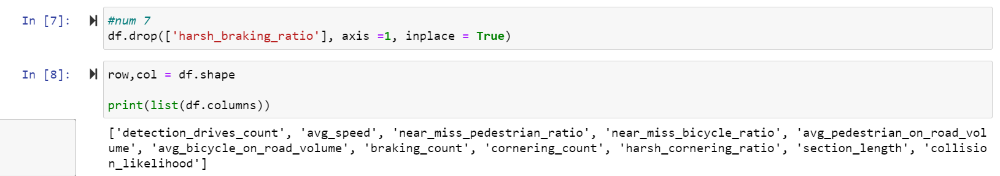 In [7]:
#num 7
df.drop(['harsh_braking_ratio'], axis =1, inplace = True)
In [8]:
row,col = df.shape
print(list(df.columns))
['detection_drives_count', 'avg_speed', 'near_miss_pedestrian_ratio', 'near_miss_bicycle_ratio', 'avg_pedestrian_on_road_vol
ume', 'avg_bicycle_on_road_volume', 'braking_count', 'cornering_count', 'harsh_cornering_ratio', 'section_length', 'collisio
n_likelihood']